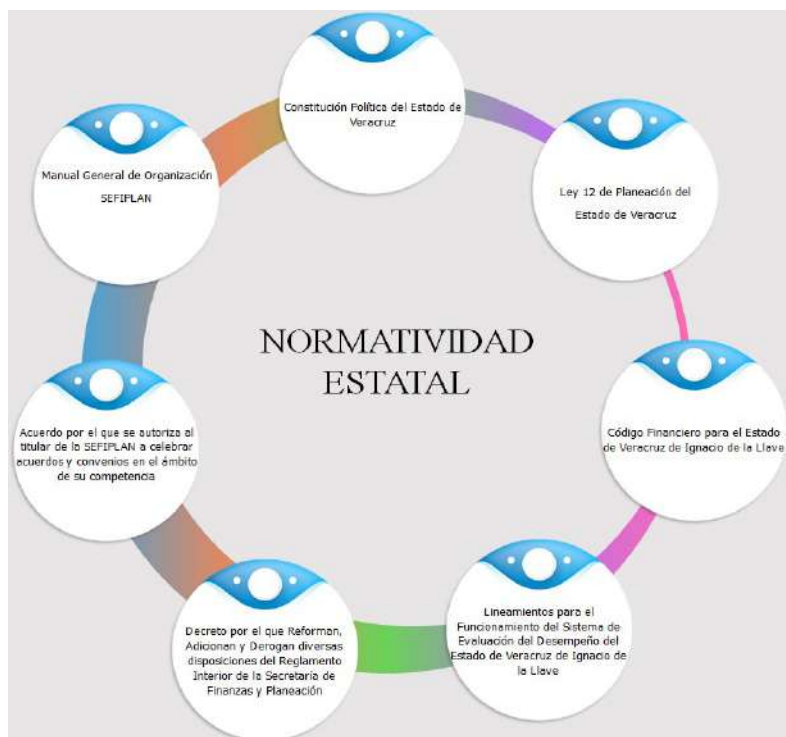 Constitución Política del Estado de
Veracruz
Ley 12 de Planeación del
Estado de Veracruz
Código Financiero para el Estado
de Veracruz de Ignacio de la Llave
Lineamientos para el
Funcionamiento del Sistema de
Evaluación del Desempeño del
Estado de Veracruz de Ignacio de
la Llave
Decreto por el que Reforman,
Adicionan y Derogan diversas
disposiciones del Reglamento
Interior de la Secretaría de
Finanzas y Planeación
Acuerdo por el que se autoriza al
titular de la SEFIPLAN a celebrar
acuerdos y convenios en el ámbito
de su competencia
Manual General de Organización
SEFIPLAN
NORMATIVIDAD
ESTATAL